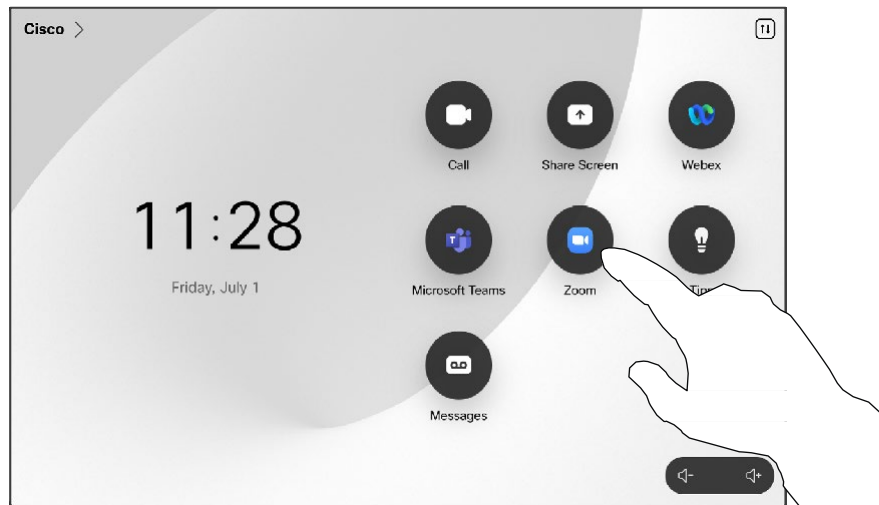 Cisco
Call
Share Screen
Webex
11:28
Friday, July 1
Microsoft Teams
Zoom
Messages